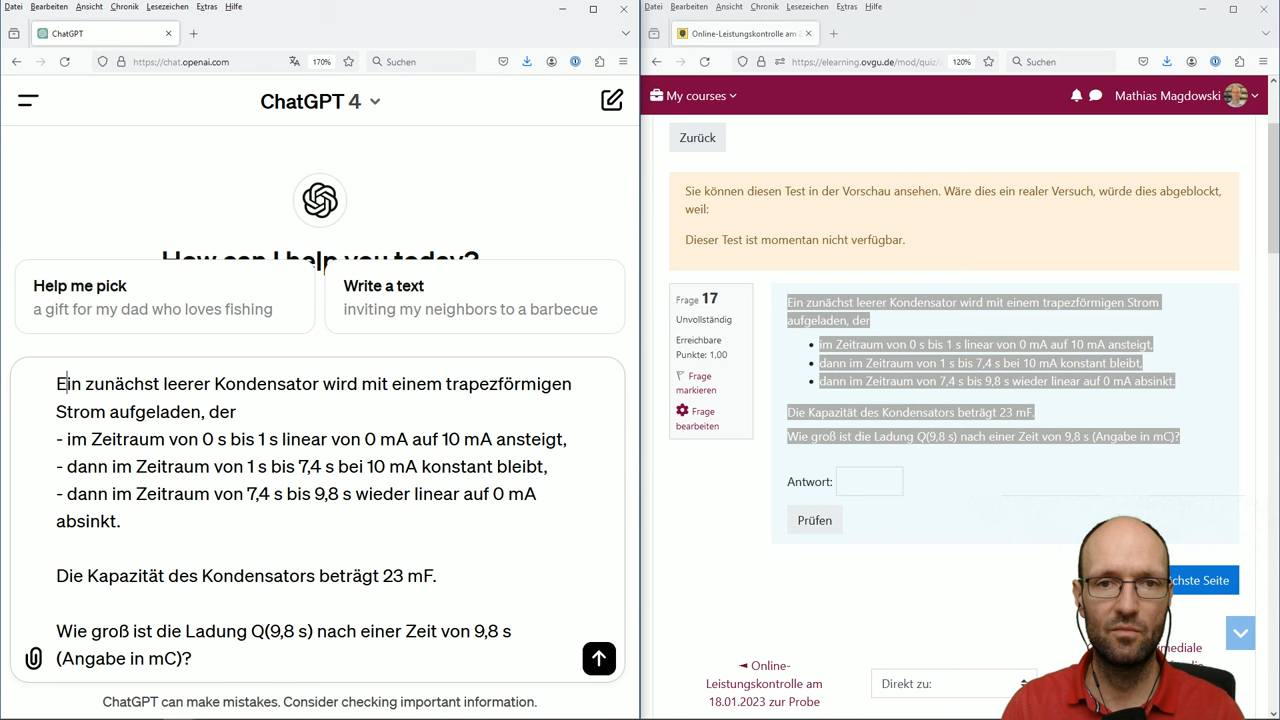 Datei Bearbeiten Ansicht Chronik Lesezeichen Extras Hilfe
ChatGPT
https://chat.openai.com
170%
Suchen
ChatGPT 4
How can I help you today?
Help me pick
a gift for my dad who loves fishing
Write a text
inviting my neighbors to a barbecue
Ein zunächst leerer Kondensator wird mit einem trapezförmigen
Strom aufgeladen, der
- im Zeitraum von 0 s bis 1 s linear von 0 mA auf 10 mA ansteigt,
- dann im Zeitraum von 1 s bis 7,4 s bei 10 mA konstant bleibt,
- dann im Zeitraum von 7,4 s bis 9,8 s wieder linear auf 0 mA
absinkt.
Die Kapazität des Kondensators beträgt 23 mF.
Wie groß ist die Ladung Q(9,8 s) nach einer Zeit von 9,8 s
(Angabe in mC)?
ChatGPT can make mistakes. Consider checking important information.
Datei Bearbeiten Ansicht Chronik Lesezeichen Extras Hilfe
Online-Leistungskontrolle am
https://elearning.ovgu.de/mod/quiz/
120%
Suchen
My courses
Mathias Magdowski
Zurück
Sie können diesen Test in der Vorschau ansehen. Wäre dies ein realer Versuch, würde dies abgeblockt,
weil:
Dieser Test ist momentan nicht verfügbar.
Frage 17
Unvollständig
Erreichbare
Punkte: 1,00
Frage
markieren
Frage
bearbeiten
Ein zunächst leerer Kondensator wird mit einem trapezförmigen Strom
aufgeladen, der
• im Zeitraum von 0 s bis 1 s linear von 0 mA auf 10 mA ansteigt,
• dann im Zeitraum von 1 s bis 7,4 s bei 10 mA konstant bleibt,
• dann im Zeitraum von 7,4 s bis 9,8 s wieder linear auf 0 mA absinkt.
Die Kapazität des Kondensators beträgt 23 mF.
Wie groß ist die Ladung Q(9,8 s) nach einer Zeit von 9,8 s (Angabe in mC)?
Antwort:
Prüfen
chste Seite
◄ Online-
Leistungskontrolle am
18.01.2023 zur Probe
Direkt zu:
mediale